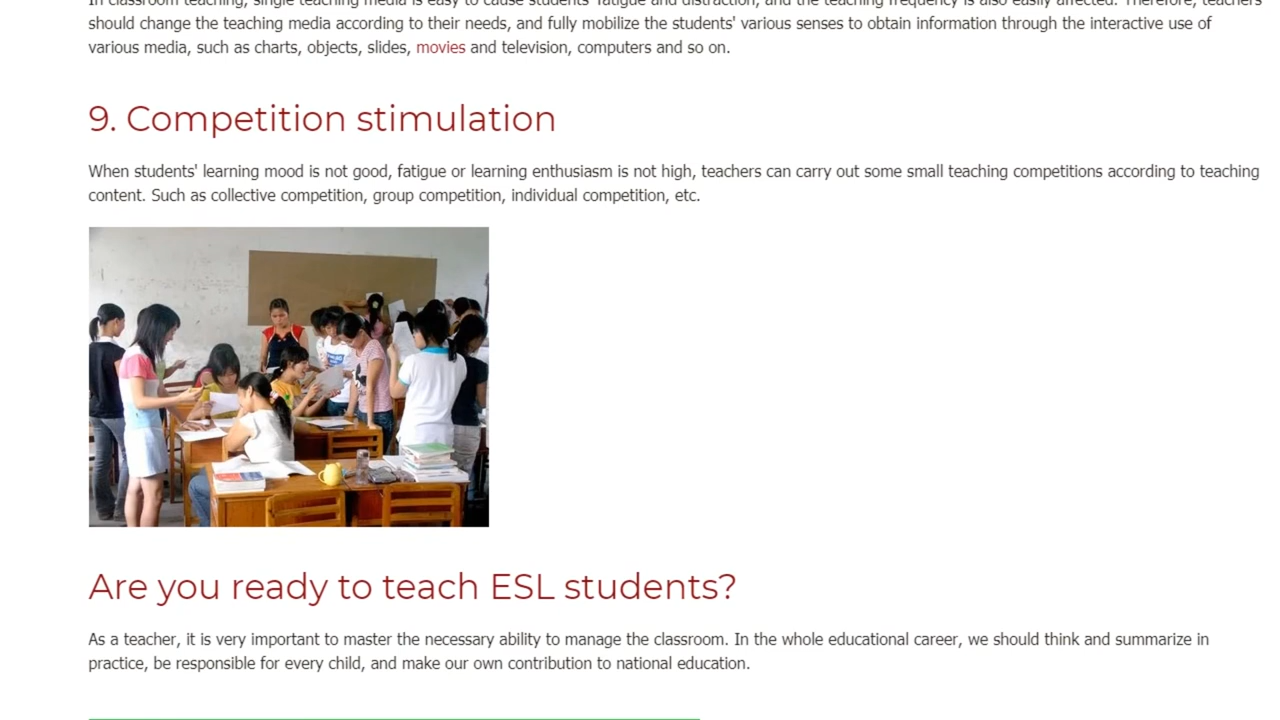 In classroom teaching, single teaching media is easy to cause students' fatigue and distraction, and the teaching frequency is also easily affected. Therefore, teachers
should change the teaching media according to their needs, and fully mobilize the students' various senses to obtain information through the interactive use of
various media, such as charts, objects, slides, movies and television, computers and so on.
9. Competition stimulation
When students' learning mood is not good, fatigue or learning enthusiasm is not high, teachers can carry out some small teaching competitions according to teaching
content. Such as collective competition, group competition, individual competition, etc.
Are you ready to teach ESL students?
As a teacher, it is very important to master the necessary ability to manage the classroom. In the whole educational career, we should think and summarize in
practice, be responsible for every child, and make our own contribution to national education.